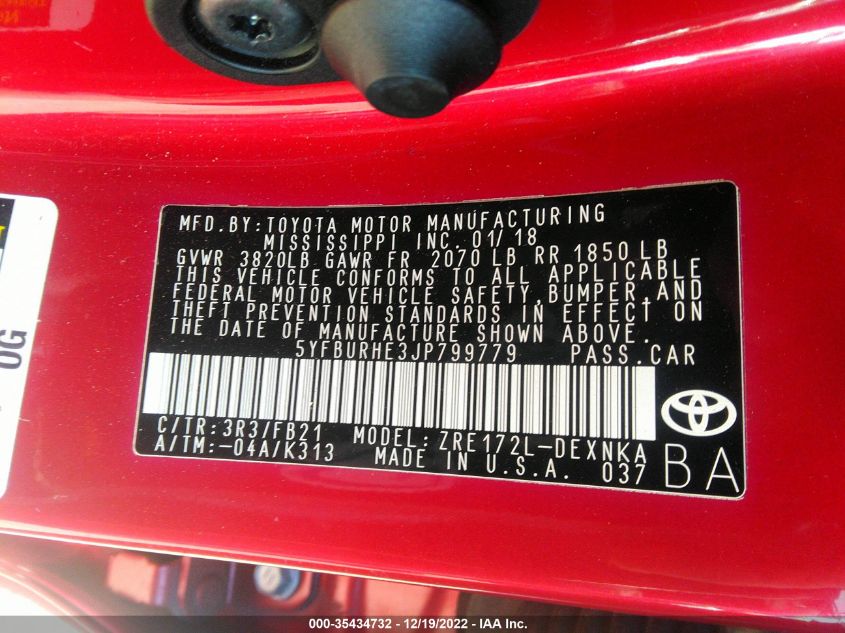 MFD.BY:TOYOTA MOTOR MANUFACTURING
MISSISSIPPI INC. 01/18
GVWR 3820LB GAWR FR 2070 LB RR 1850 LB
THIS VEHICLE CONFORMS TO ALL APPLICABLE
FEDERAL MOTOR VEHICLE SAFETY,BUMPER,AND
THEFT PREVENTION STANDARDS IN EFFECT ON
THE DATE OF MANUFACTURE SHOWN ABOVE.
5YFBURHE3JP799779 PASS.CAR
C/TR:3R3/FB21 MODEL:ZRE172L-DEXNKA
A/TM:-04A/K313 MADE IN U.S.A. 037
BA
OG
000-35434732 - 12/19/2022 - IAA Inc.